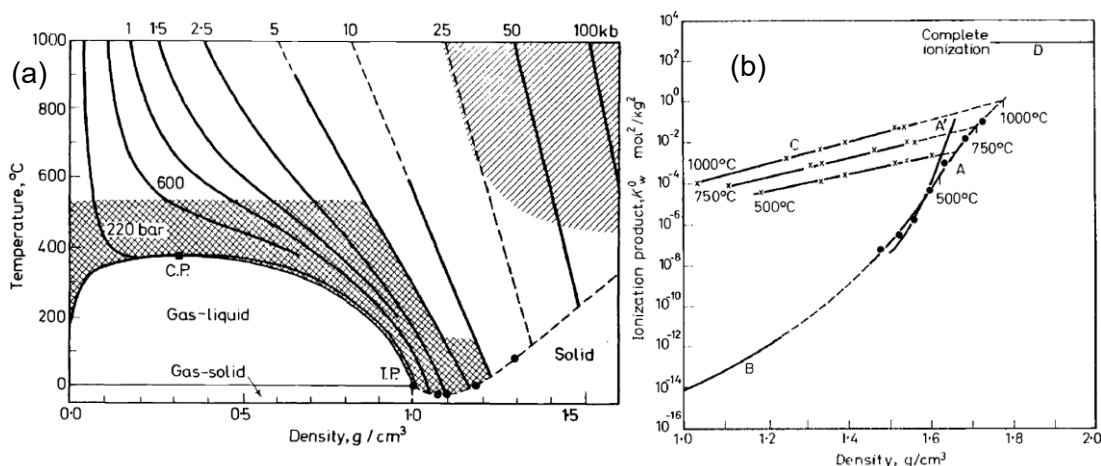 (a)
1 1·5 2·5 5 10 25 50 100kb
1000
800
600
400
200
0
Temperature, °C
600
220 bar
C.P.
Gas-liquid
Gas-solid
T.P.
Solid
0·0 0·5 1·0 1·5
Density, g/cm³
(b)
Complete
ionization
D
10⁴
10²
10⁰
10⁻²
10⁻⁴
10⁻⁶
10⁻⁸
10⁻¹⁰
10⁻¹²
10⁻¹⁴
10⁻¹⁶
Ionization product, K⁰w mol²/kg²
A'
1000°C
C
750°C
A
1000°C
750°C
500°C
500°C
B
1·0 1·2 1·4 1·6 1·8 2·0
Density, g/cm³